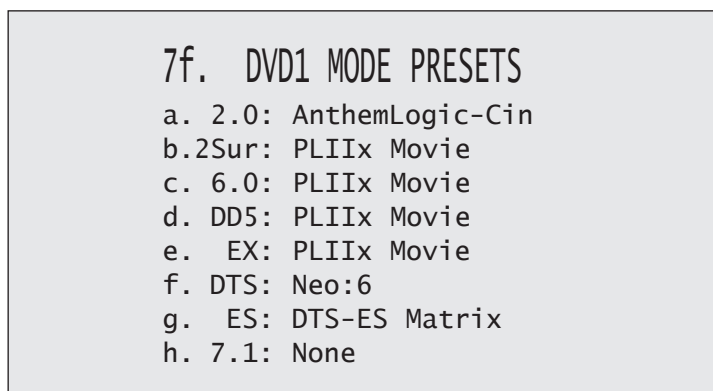 7f. DVD1 MODE PRESETS
a. 2.0: AnthemLogic-Cin
b.2Sur: PLIIx Movie
c. 6.0: PLIIx Movie
d. DD5: PLIIx Movie
e. EX: PLIIx Movie
f. DTS: Neo:6
g. ES: DTS-ES Matrix
h. 7.1: None